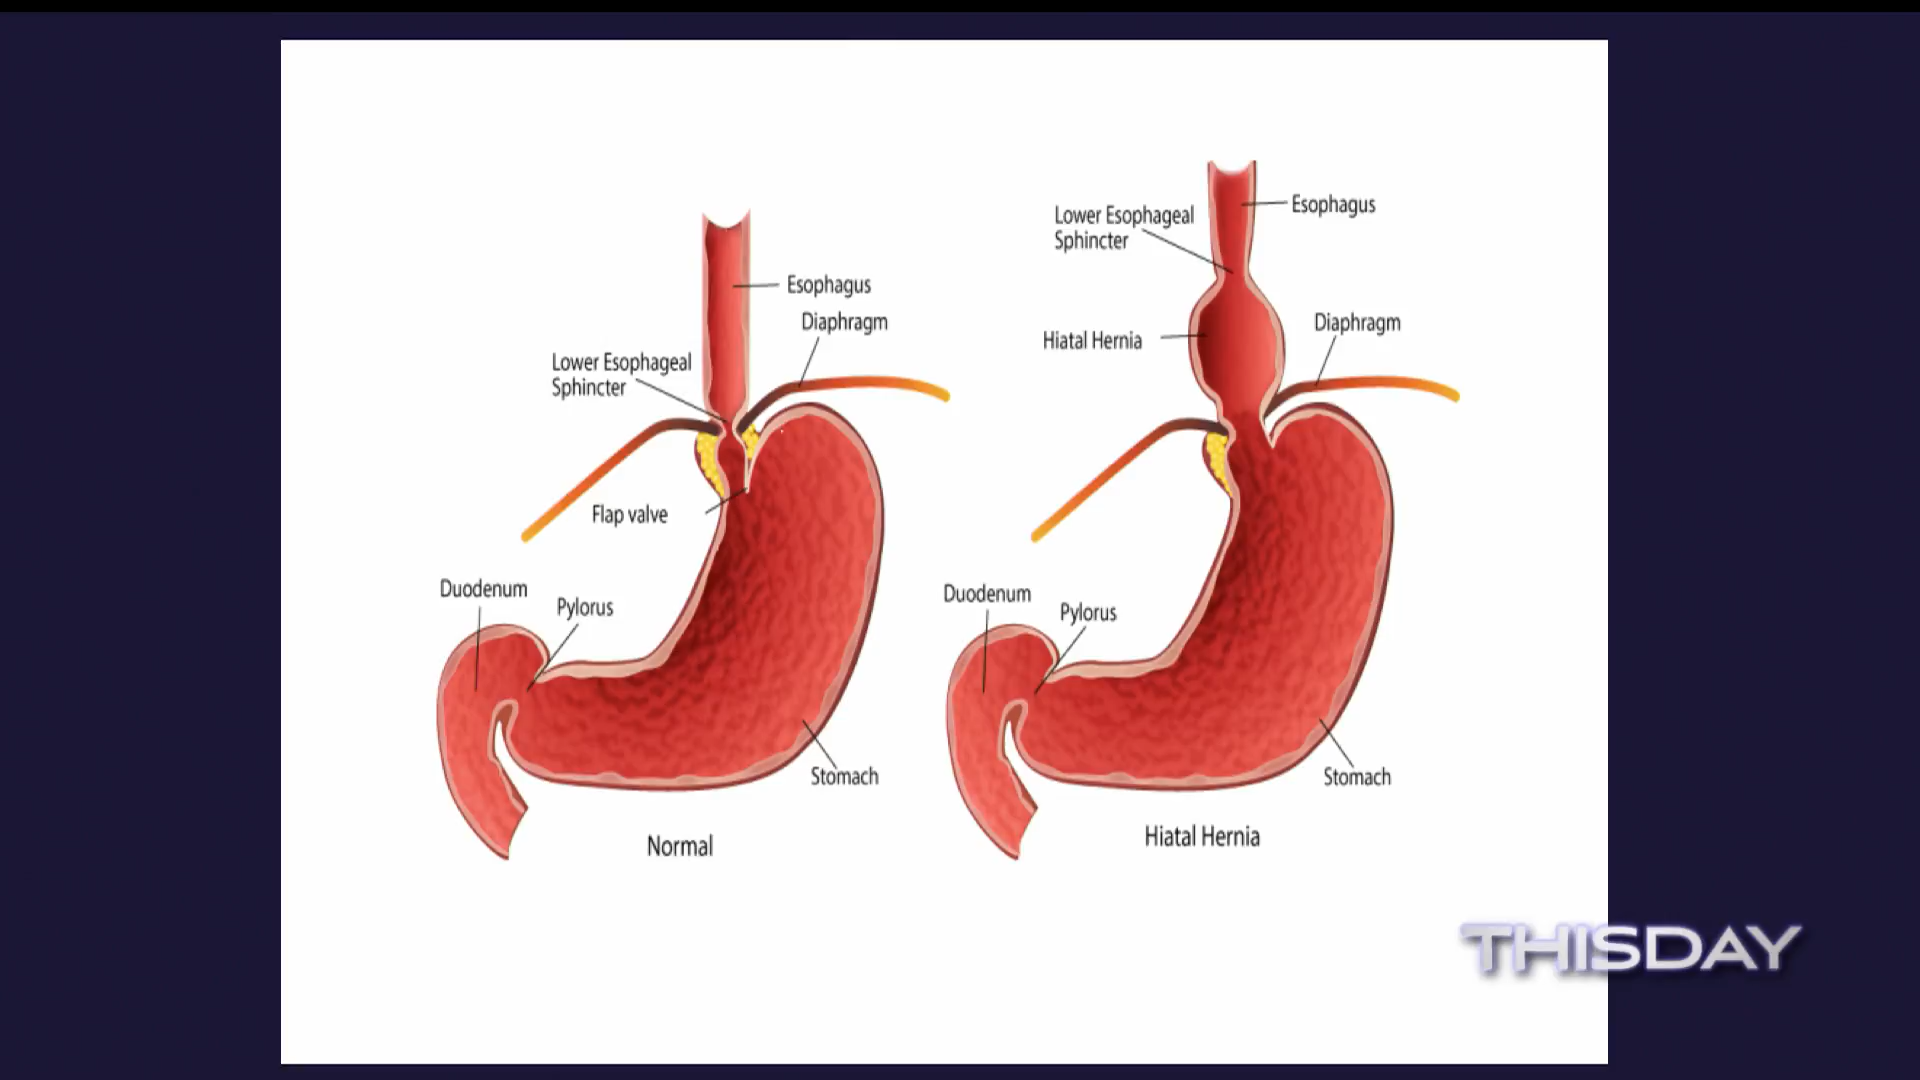 Esophagus
Diaphragm
Lower Esophageal
Sphincter
Flap valve
Duodenum
Pylorus
Stomach
Normal
Lower Esophageal
Sphincter
Esophagus
Hiatal Hernia
Diaphragm
Duodenum
Pylorus
Stomach
Hiatal Hernia
THISDAY